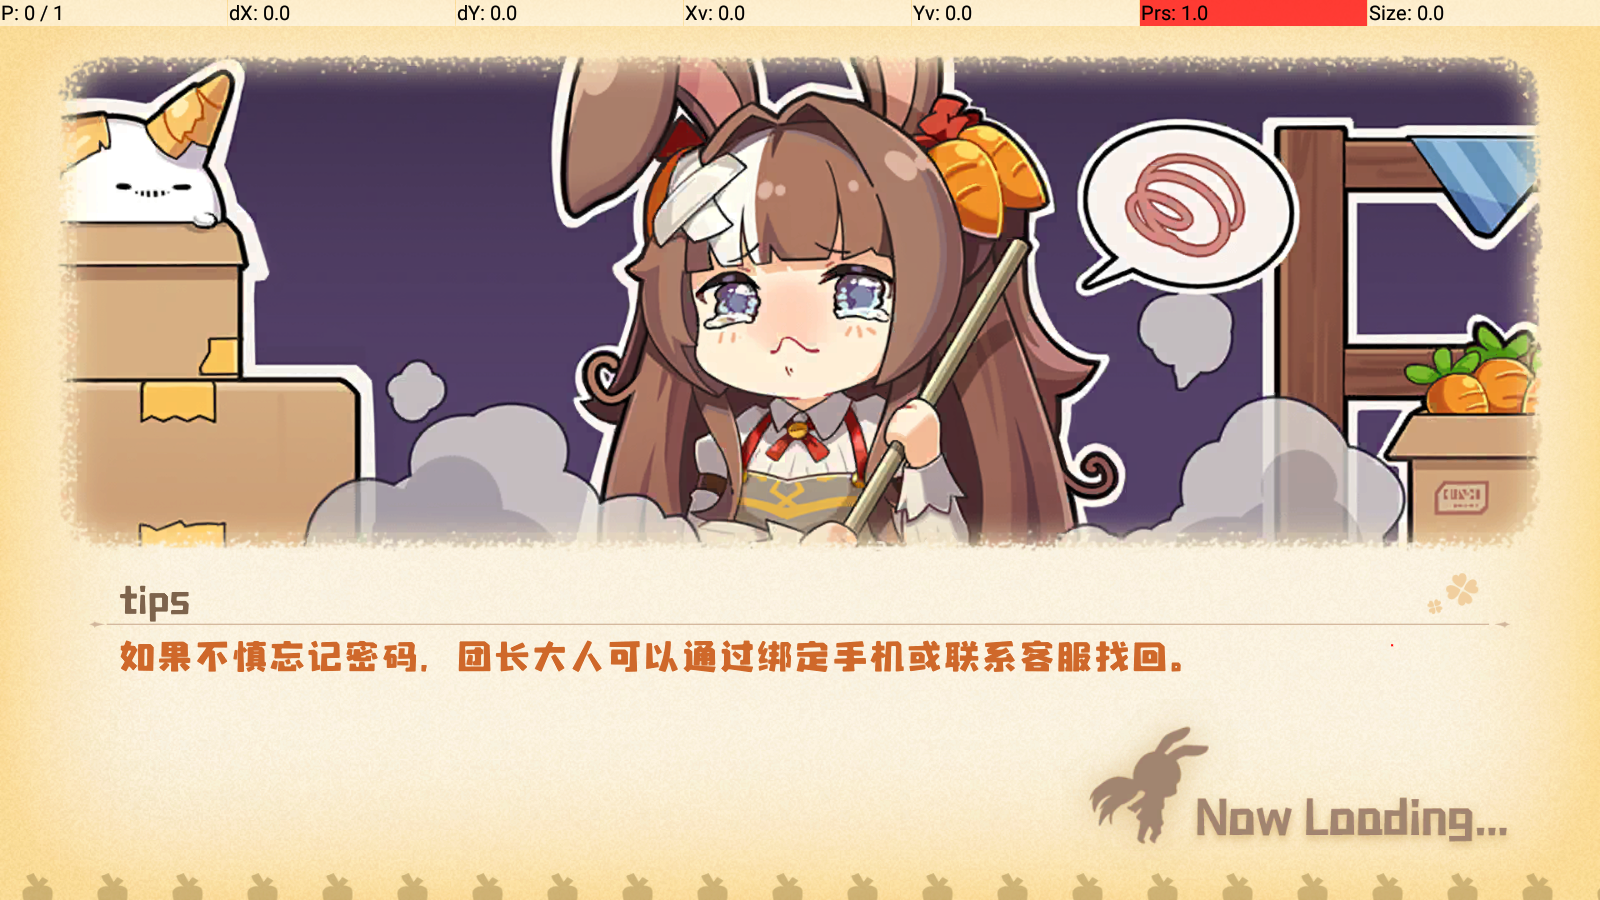 P: 0 / 1 dX: 0.0 dY: 0.0 Xv: 0.0 Yv: 0.0 Prs: 1.0 Size: 0.0
tips
如果不慎忘记密码，团长大人可以通过绑定手机或联系客服找回。
Now Loading...